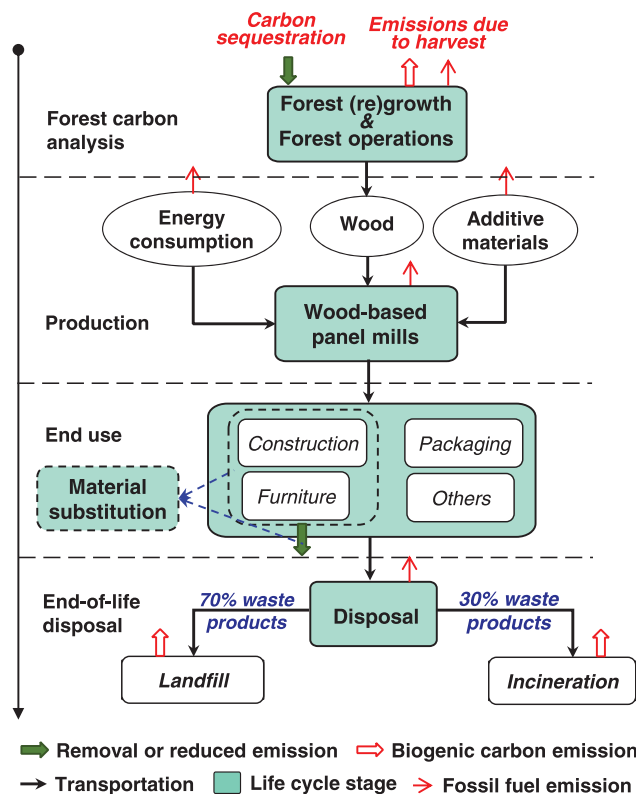 Carbon
sequestration
Emissions due
to harvest
Forest carbon
analysis
Forest (re)growth
&
Forest operations
Energy
consumption
Wood
Additive
materials
Production
Wood-based
panel mills
End use
Construction
Packaging
Furniture
Others
Material
substitution
End-of-life
disposal
70% waste
products
Disposal
30% waste
products
Landfill
Incineration
Removal or reduced emission
Biogenic carbon emission
Transportation
Life cycle stage
Fossil fuel emission